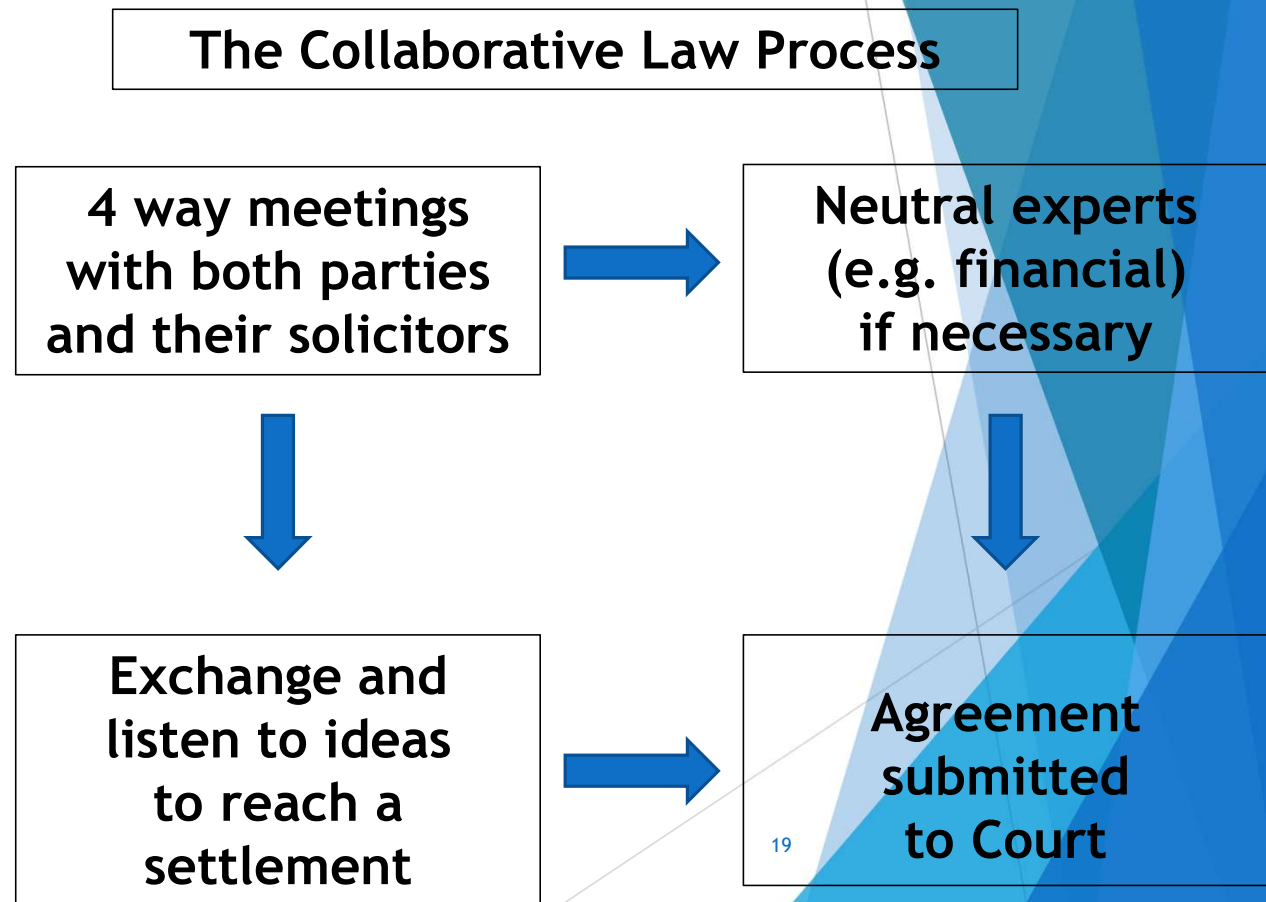 The Collaborative Law Process
4 way meetings
with both parties
and their solicitors
Neutral experts
(e.g. financial)
if necessary
Exchange and
listen to ideas
to reach a
settlement
Agreement
submitted
to Court
19